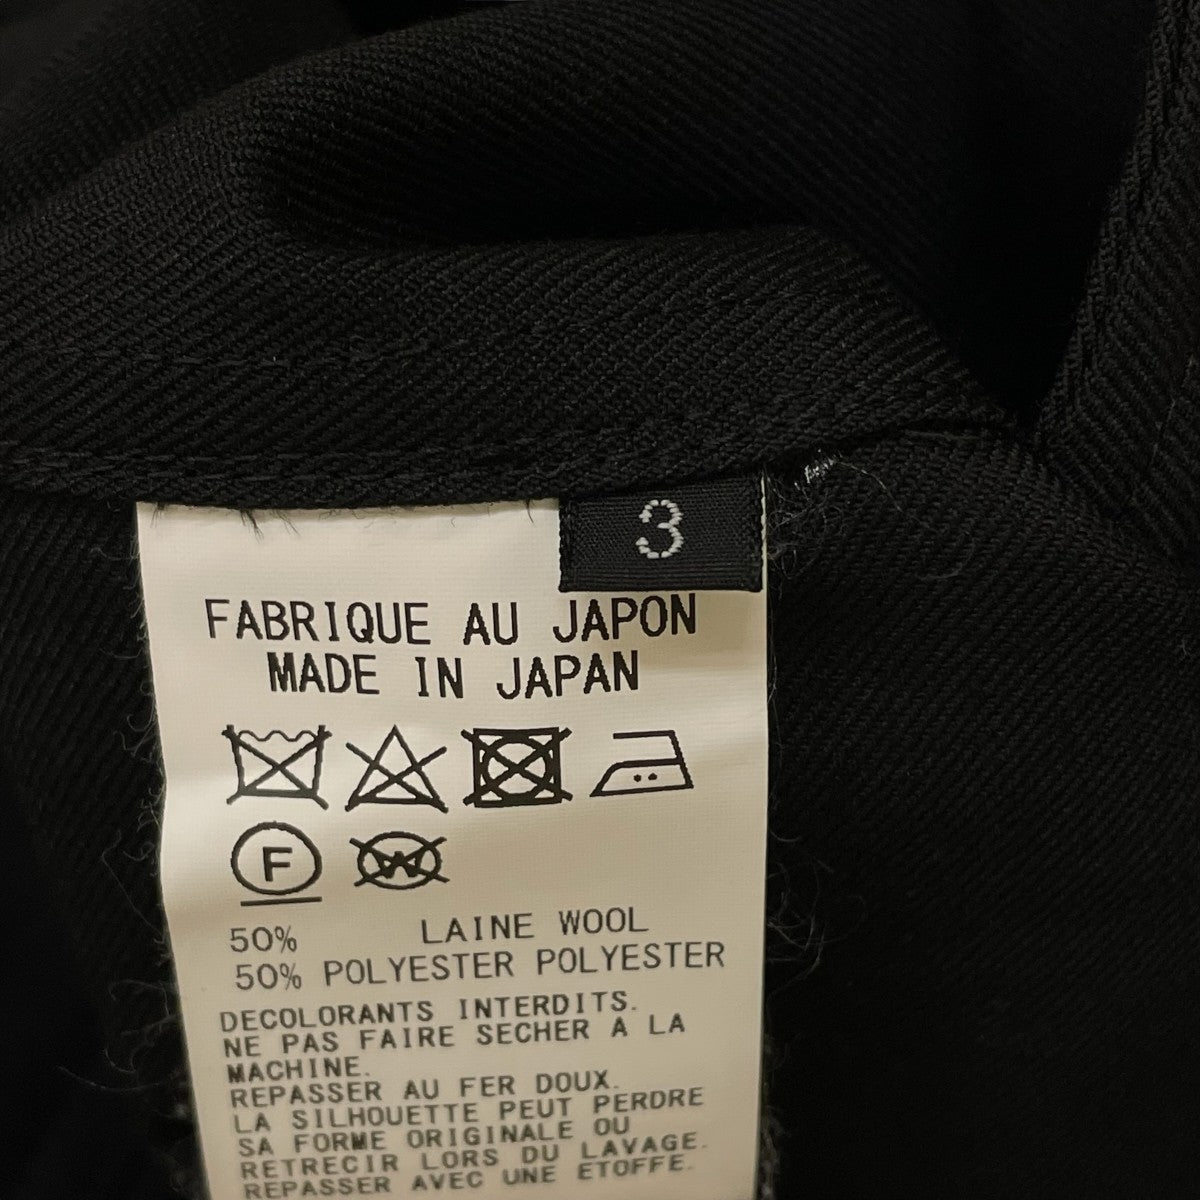 3
FABRIQUE AU JAPON
MADE IN JAPAN
F
W
50% LAINE WOOL
50% POLYESTER POLYESTER
DECOLORANTS INTERDITS.
NE PAS FAIRE SECHER A LA
MACHINE.
REPASSER AU FER DOUX.
LA SILHOUETTE PEUT PERDRE
SA FORME ORIGINALE OU
RETRECIR LORS DU LAVAGE.
REPASSER AVEC UNE ETOFFE.